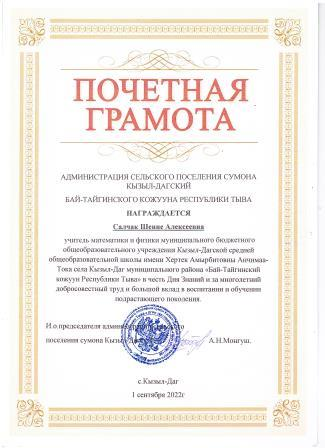 ПОЧЕТНАЯ
ГРАМОТА
АДМИНИСТРАЦИЯ СЕЛЬСКОГО ПОСЕЛЕНИЯ СУМОНА
КЫЗЫЛ-ДАГСКИЙ
БАЙ-ТАЙГИНСКОГО КОЖУУНА РЕСПУБЛИКИ ТЫВА
НАГРАЖДАЕТСЯ
Салчак Шенне Алексеевна
учитель математики и физики муниципального бюджетного
общеобразовательного учреждения Кызыл-Дагской средней
общеобразовательной школы имени Хертек Амырбитовны Анчимаа-
Тока села Кызыл-Даг муниципального района «Бай-Тайгинский
кожуун Республики Тыва» в честь Дня Знаний и за многолетний
добросовестный труд и большой вклад в воспитании и обучении
подрастающего поколения.
И.о председателя
поселения сумона Кызыл А.Н.Монгуш.
с.Кызыл-Даг
1 сентября 2022г